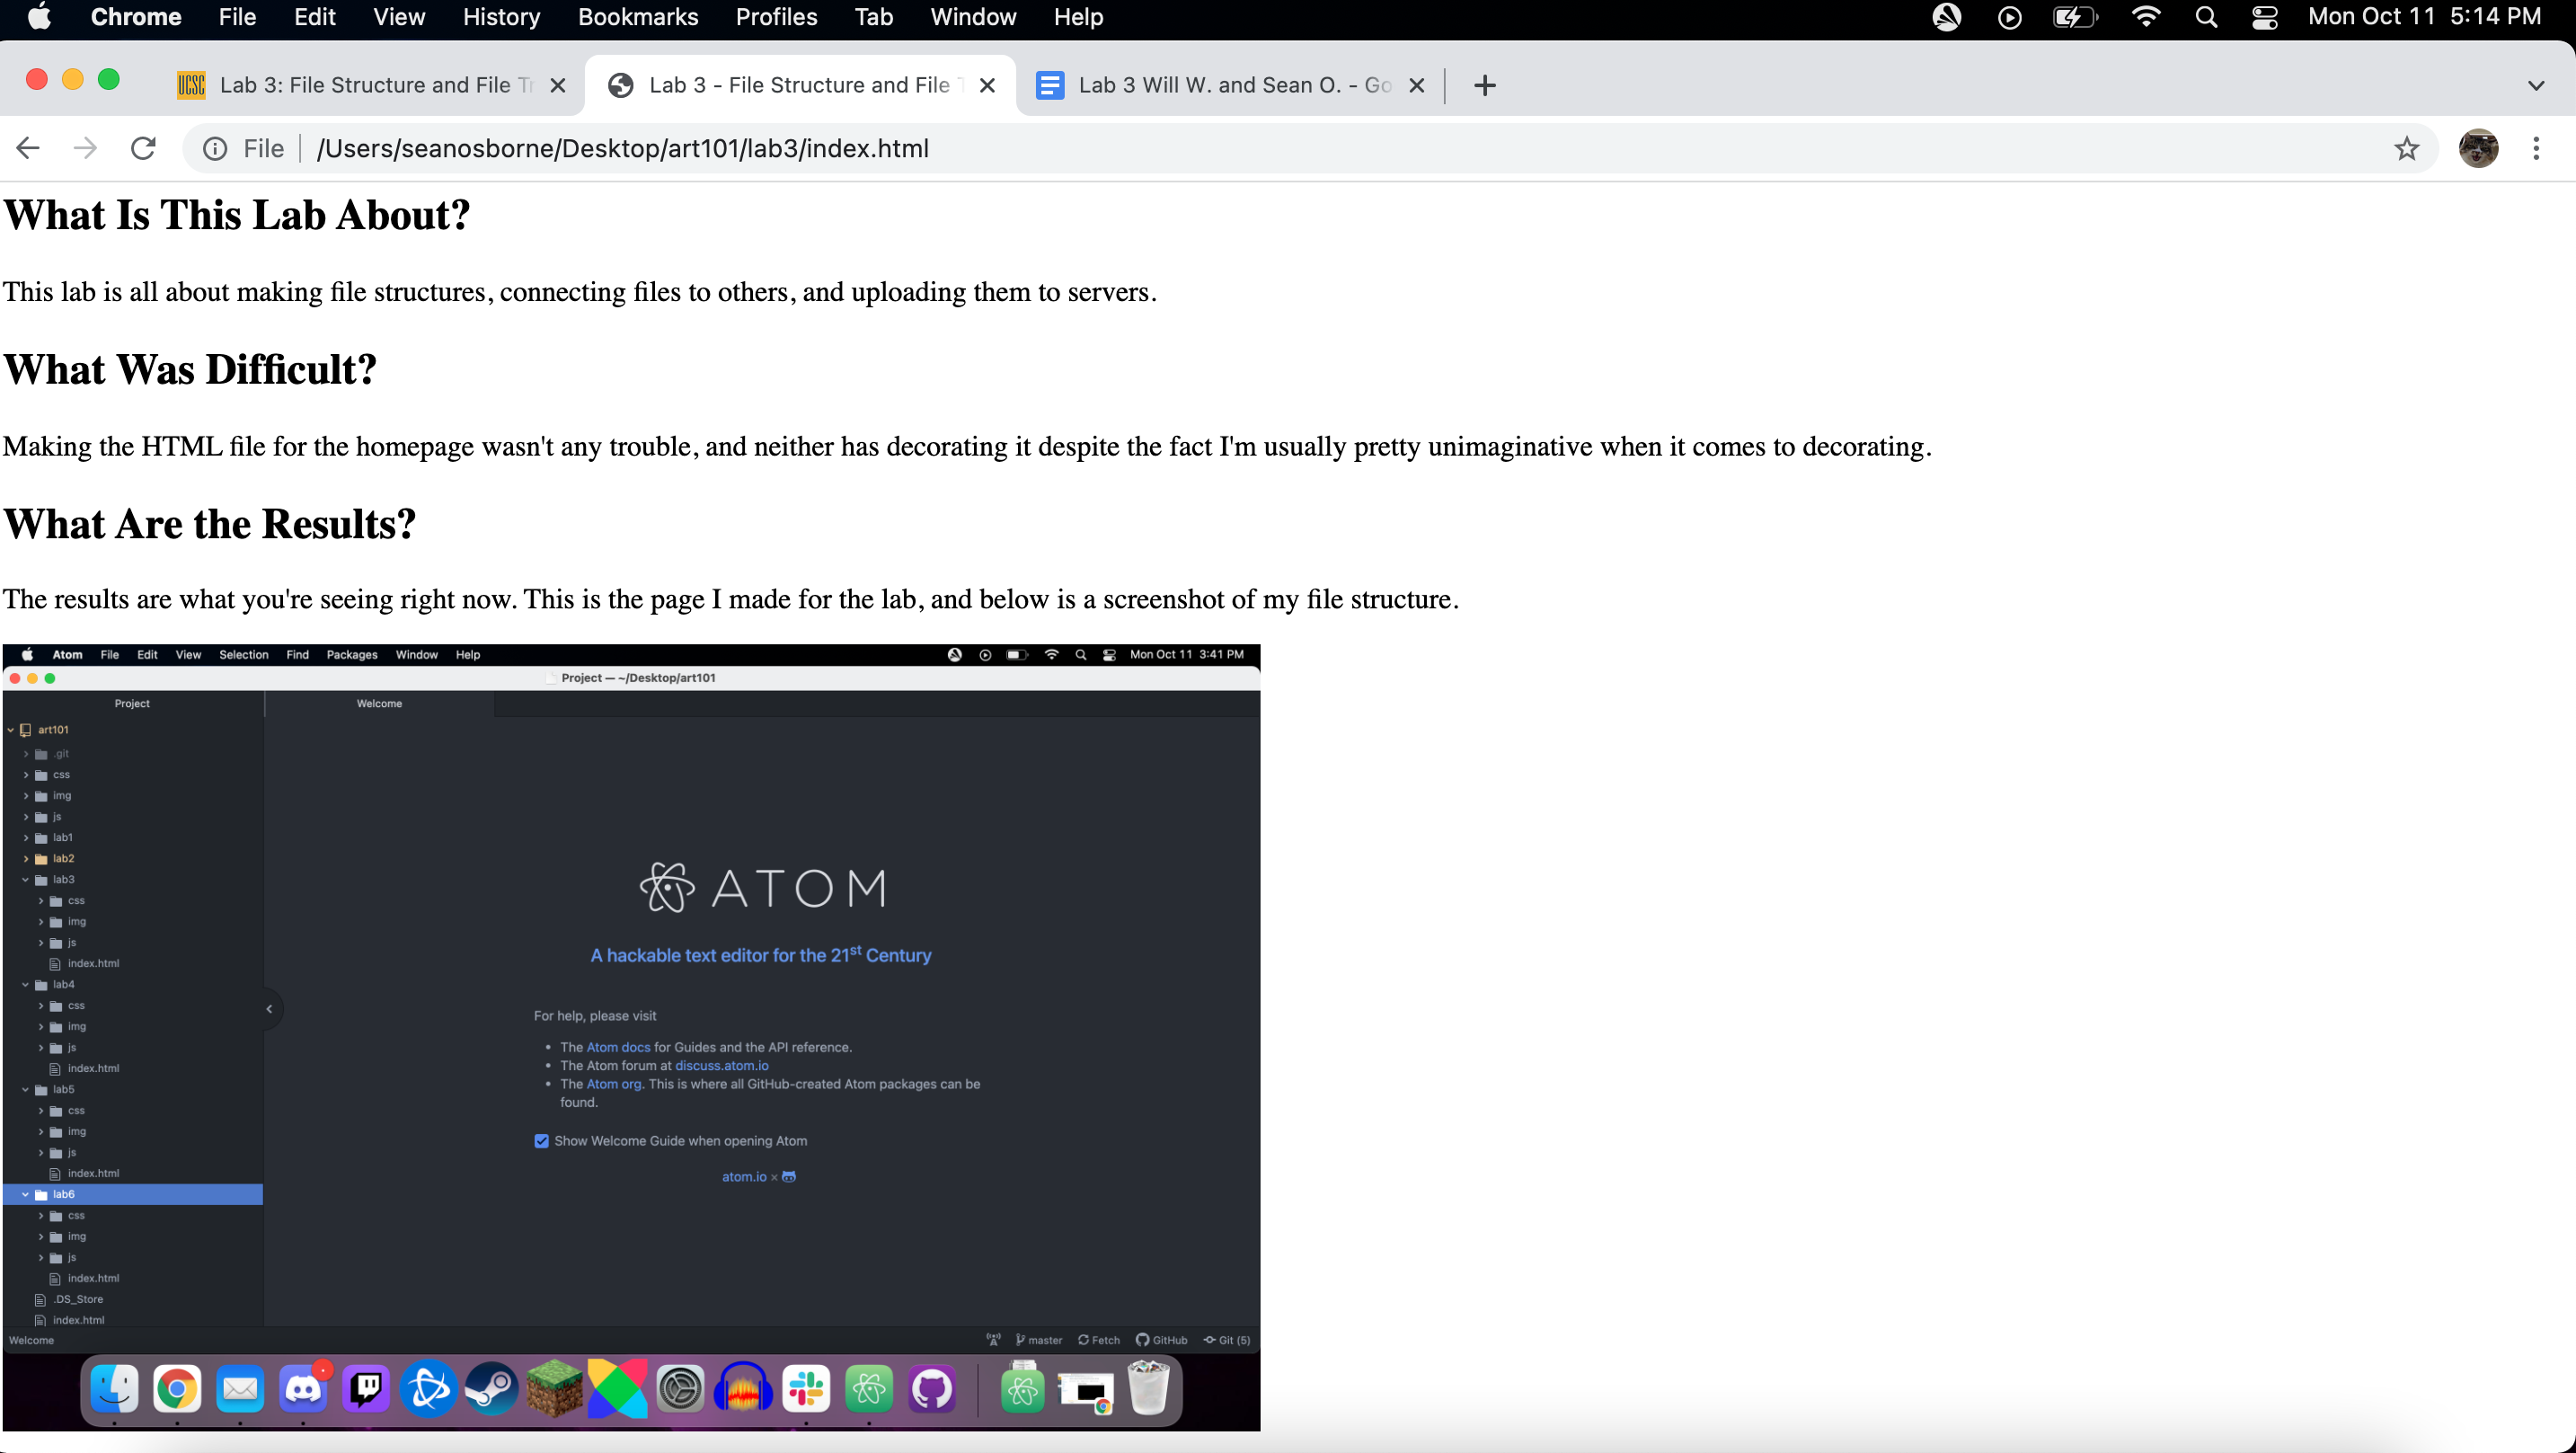 Chrome File Edit View History Bookmarks Profiles Tab Window Help Mon Oct 11 5:14 PM
UCSC Lab 3: File Structure and File Tr Lab 3 - File Structure and File T Lab 3 Will W. and Sean O. - Go
File /Users/seanosborne/Desktop/art101/lab3/index.html
What Is This Lab About?
This lab is all about making file structures, connecting files to others, and uploading them to servers.
What Was Difficult?
Making the HTML file for the homepage wasn't any trouble, and neither has decorating it despite the fact I'm usually pretty unimaginative when it comes to decorating.
What Are the Results?
The results are what you're seeing right now. This is the page I made for the lab, and below is a screenshot of my file structure.
Atom File Edit View Selection Find Packages Window Help Mon Oct 11 3:41 PM
Project — ~/Desktop/art101
Project Welcome
art101
.git
css
img
js
lab1
lab2
lab3
css
img
js
index.html
lab4
css
img
js
index.html
lab5
css
img
js
index.html
lab6
css
img
js
index.html
.DS_Store
index.html
ATOM
A hackable text editor for the 21st Century
For help, please visit
• The Atom docs for Guides and the API reference.
• The Atom forum at discuss.atom.io
• The Atom org. This is where all GitHub-created Atom packages can be
found.
Show Welcome Guide when opening Atom
atom.io ×
Welcome master Fetch GitHub Git (5)